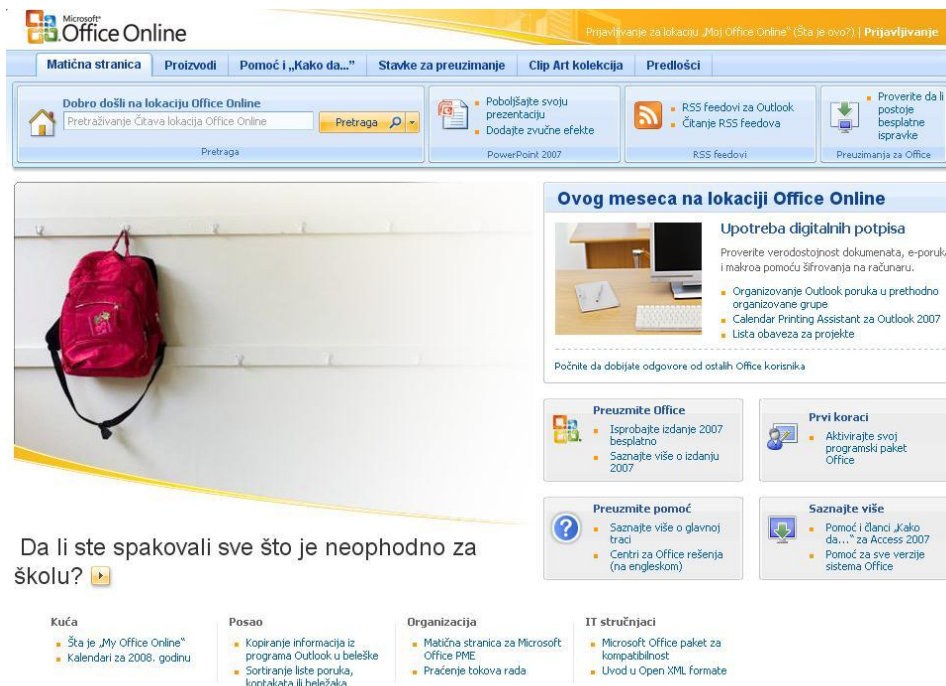 Microsoft®
Office Online
Prijavljivanje za lokaciju „Moj Office Online“ (Šta je ovo?) | Prijavljivanje
Matična stranica Proizvodi Pomoć i „Kako da...” Stavke za preuzimanje Clip Art kolekcija Predlošci
Dobro došli na lokaciju Office Online
Pretraživanje Čitava lokacija Office Online
Pretraga
Pretraga
Poboljšajte svoju
prezentaciju
Dodajte zvučne efekte
PowerPoint 2007
RSS feedovi za Outlook
Čitanje RSS feedova
RSS feedovi
Proverite da li
postoje
besplatne
ispravke
Preuzimanja za Office
Ovog meseca na lokaciji Office Online
Upotreba digitalnih potpisa
Proverite verodostojnost dokumenata, e-poruka
i makroa pomoću šifrovanja na računaru.
Organizovanje Outlook poruka u prethodno
organizovane grupe
Calendar Printing Assistant za Outlook 2007
Lista obaveza za projekte
Počnite da dobijate odgovore od ostalih Office korisnika
Preuzmite Office
Isprobajte izdanje 2007
besplatno
Saznajte više o izdanju
2007
Prvi koraci
Aktivirajte svoj
programski paket
Office
Preuzmite pomoć
Saznajte više o glavnoj
traci
Centri za Office rešenja
(na engleskom)
Saznajte više
Pomoć i članci „Kako
da...“ za Access 2007
Pomoć za sve verzije
sistema Office
Da li ste spakovali sve što je neophodno za
školu?
Kuća
Šta je „My Office Online“
Kalendari za 2008. godinu
Posao
Kopiranje informacija iz
programa Outlook u beleške
Sortiranje liste poruka,
kontakata ili beležaka
Organizacija
Matična stranica za Microsoft
Office PME
Praćenje tokova rada
IT stručnjaci
Microsoft Office paket za
kompatibilnost
Uvod u Open XML formate